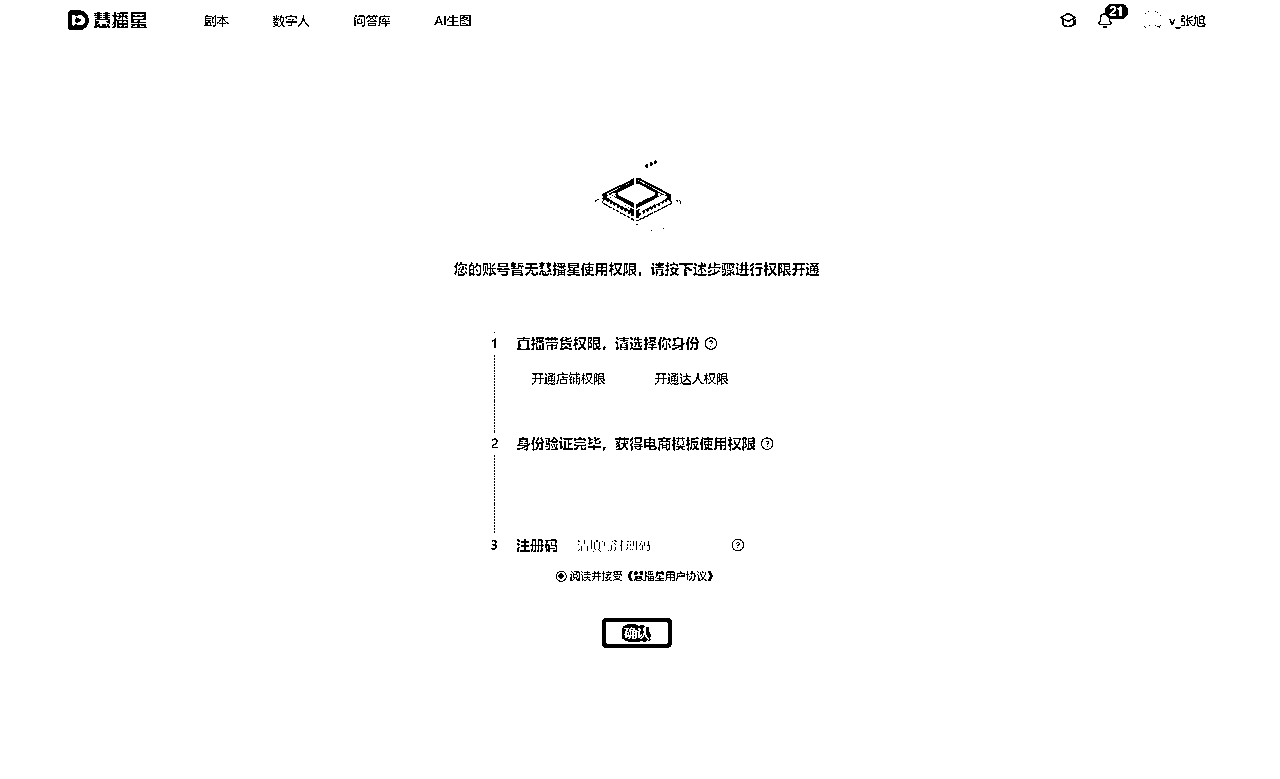 慧播星 剧本 数字人 问答库 AI生图 21 v_张旭
您的账号暂无慧播星使用权限，请按下述步骤进行权限开通
1 直播带货权限，请选择你身份 ?
开通店铺权限 开通达人权限
2 身份验证完毕，获得电商模板使用权限 ?
3 注册码 请填写注册码 ?
阅读并接受《慧播星用户协议》
确认